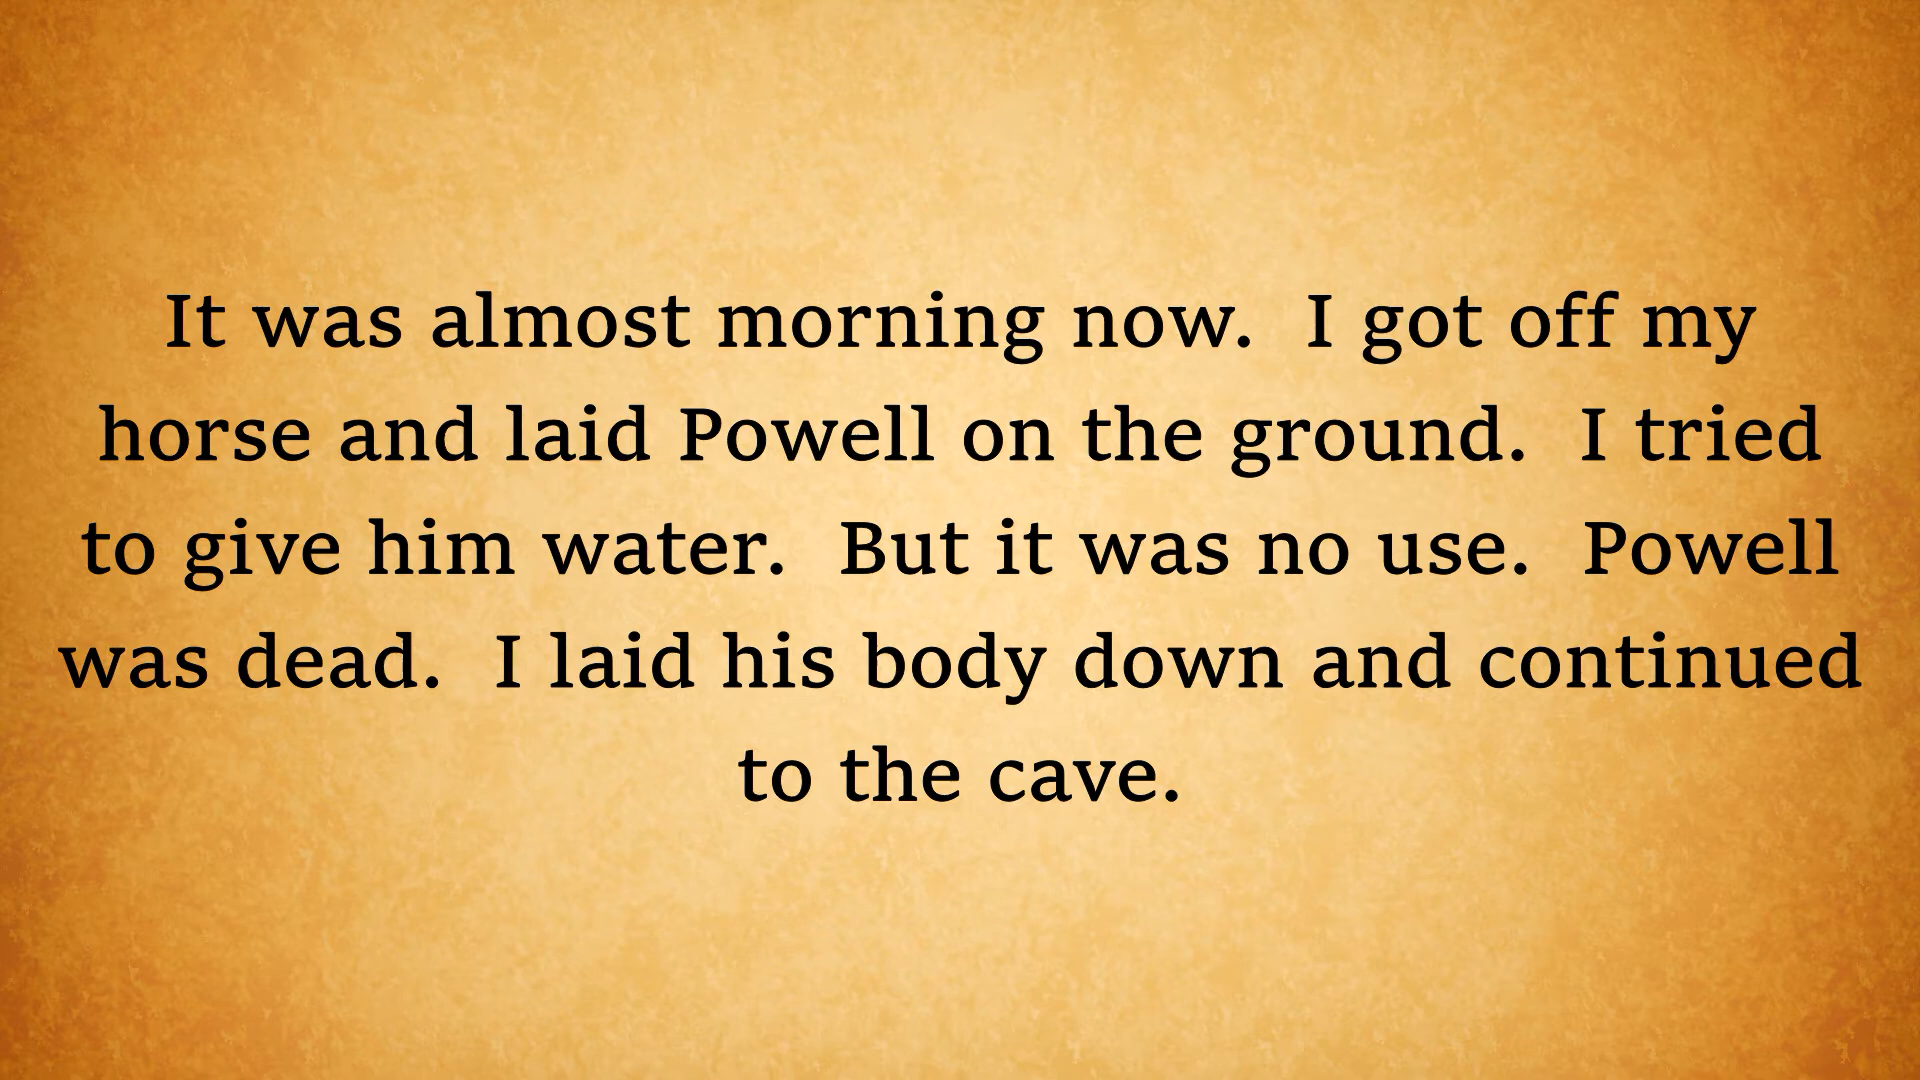 It was almost morning now.  I got off my
horse and laid Powell on the ground.  I tried
to give him water.  But it was no use.  Powell
was dead.  I laid his body down and continued
to the cave.